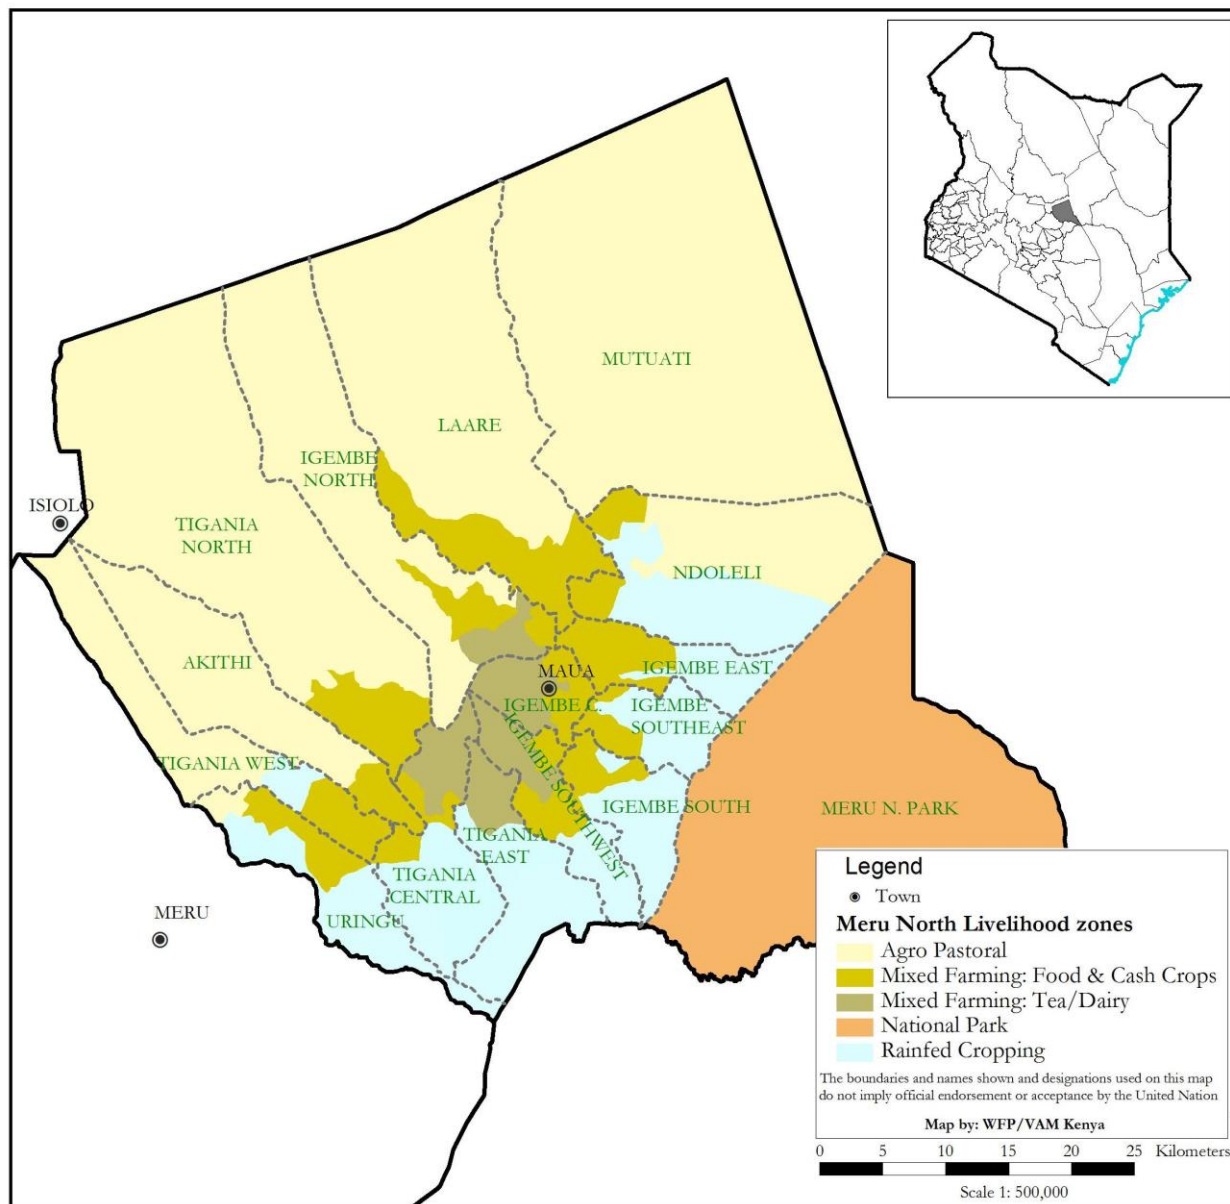 MUTUATI
LAARE
IGEMBE
NORTH
ISIOLO
TIGANIA
NORTH
NDOLELI
AKITHI
MAUA
IGEMBE EAST
IGEMBE C.
IGEMBE
SOUTHEAST
IGEMBE SOUTHWEST
TIGANIA WEST
IGEMBE SOUTH
MERU N. PARK
TIGANIA
EAST
TIGANIA
CENTRAL
URINGU
MERU
Legend
Town
Meru North Livelihood zones
Agro Pastoral
Mixed Farming: Food & Cash Crops
Mixed Farming: Tea/Dairy
National Park
Rainfed Cropping
The boundaries and names shown and designations used on this map
do not imply official endorsement or acceptance by the United Nation
Map by: WFP/VAM Kenya
0 5 10 15 20 25 Kilometers
Scale 1: 500,000